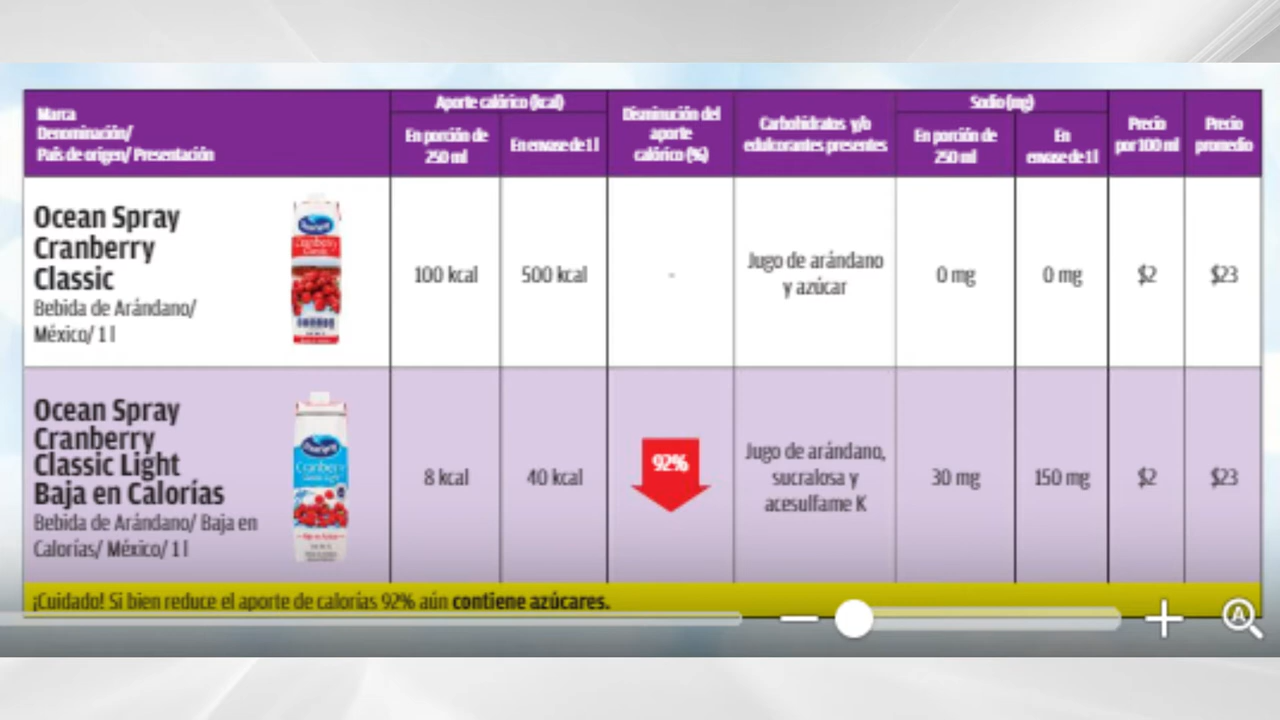 Marca
Denominación/
País de origen/ Presentación
Aporte calórico (kcal)
En porción de
250 ml
En envase de 1 l
Disminución del
aporte
calórico (%)
Carbohidratos y/o
edulcorantes presentes
Sodio (mg)
En porción de
250 ml
En
envase de 1 l
Precio
por 100 ml
Precio
promedio
Ocean Spray
Cranberry
Classic
Bebida de Arándano/
México/ 1 l
Cranberry
100 kcal
500 kcal
-
Jugo de arándano
y azúcar
0 mg
0 mg
$2
$23
Ocean Spray
Cranberry
Classic Light
Baja en Calorías
Bebida de Arándano/ Baja en
Calorías/ México/ 1 l
Cranberry
8 kcal
40 kcal
92%
Jugo de arándano,
sucralosa y
acesulfame K
30 mg
150 mg
$2
$23
¡Cuidado! Si bien reduce el aporte de calorías 92% aún contiene azúcares.
A